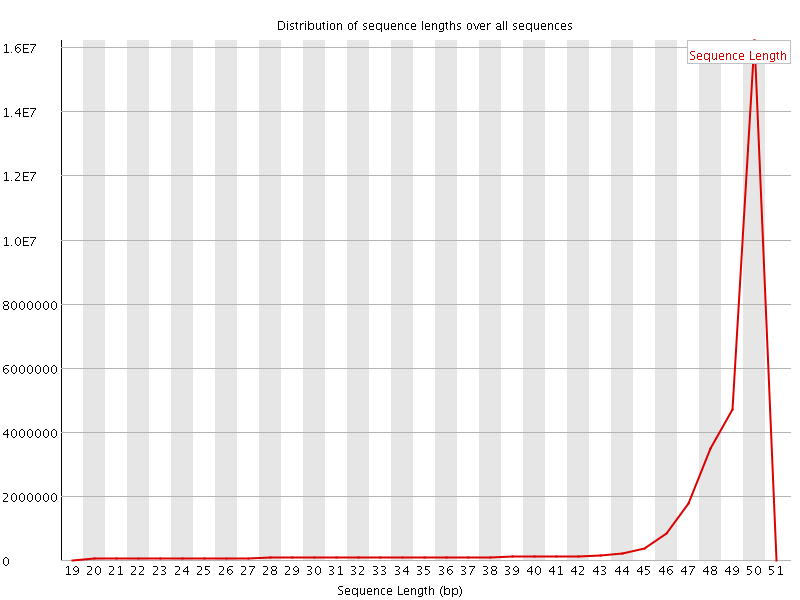 Distribution of sequence lengths over all sequences
1.6E7
Sequence Length
1.4E7
1.2E7
1.0E7
8000000
6000000
4000000
2000000
0
19 20 21 22 23 24 25 26 27 28 29 30 31 32 33 34 35 36 37 38 39 40 41 42 43 44 45 46 47 48 49 50 51
Sequence Length (bp)